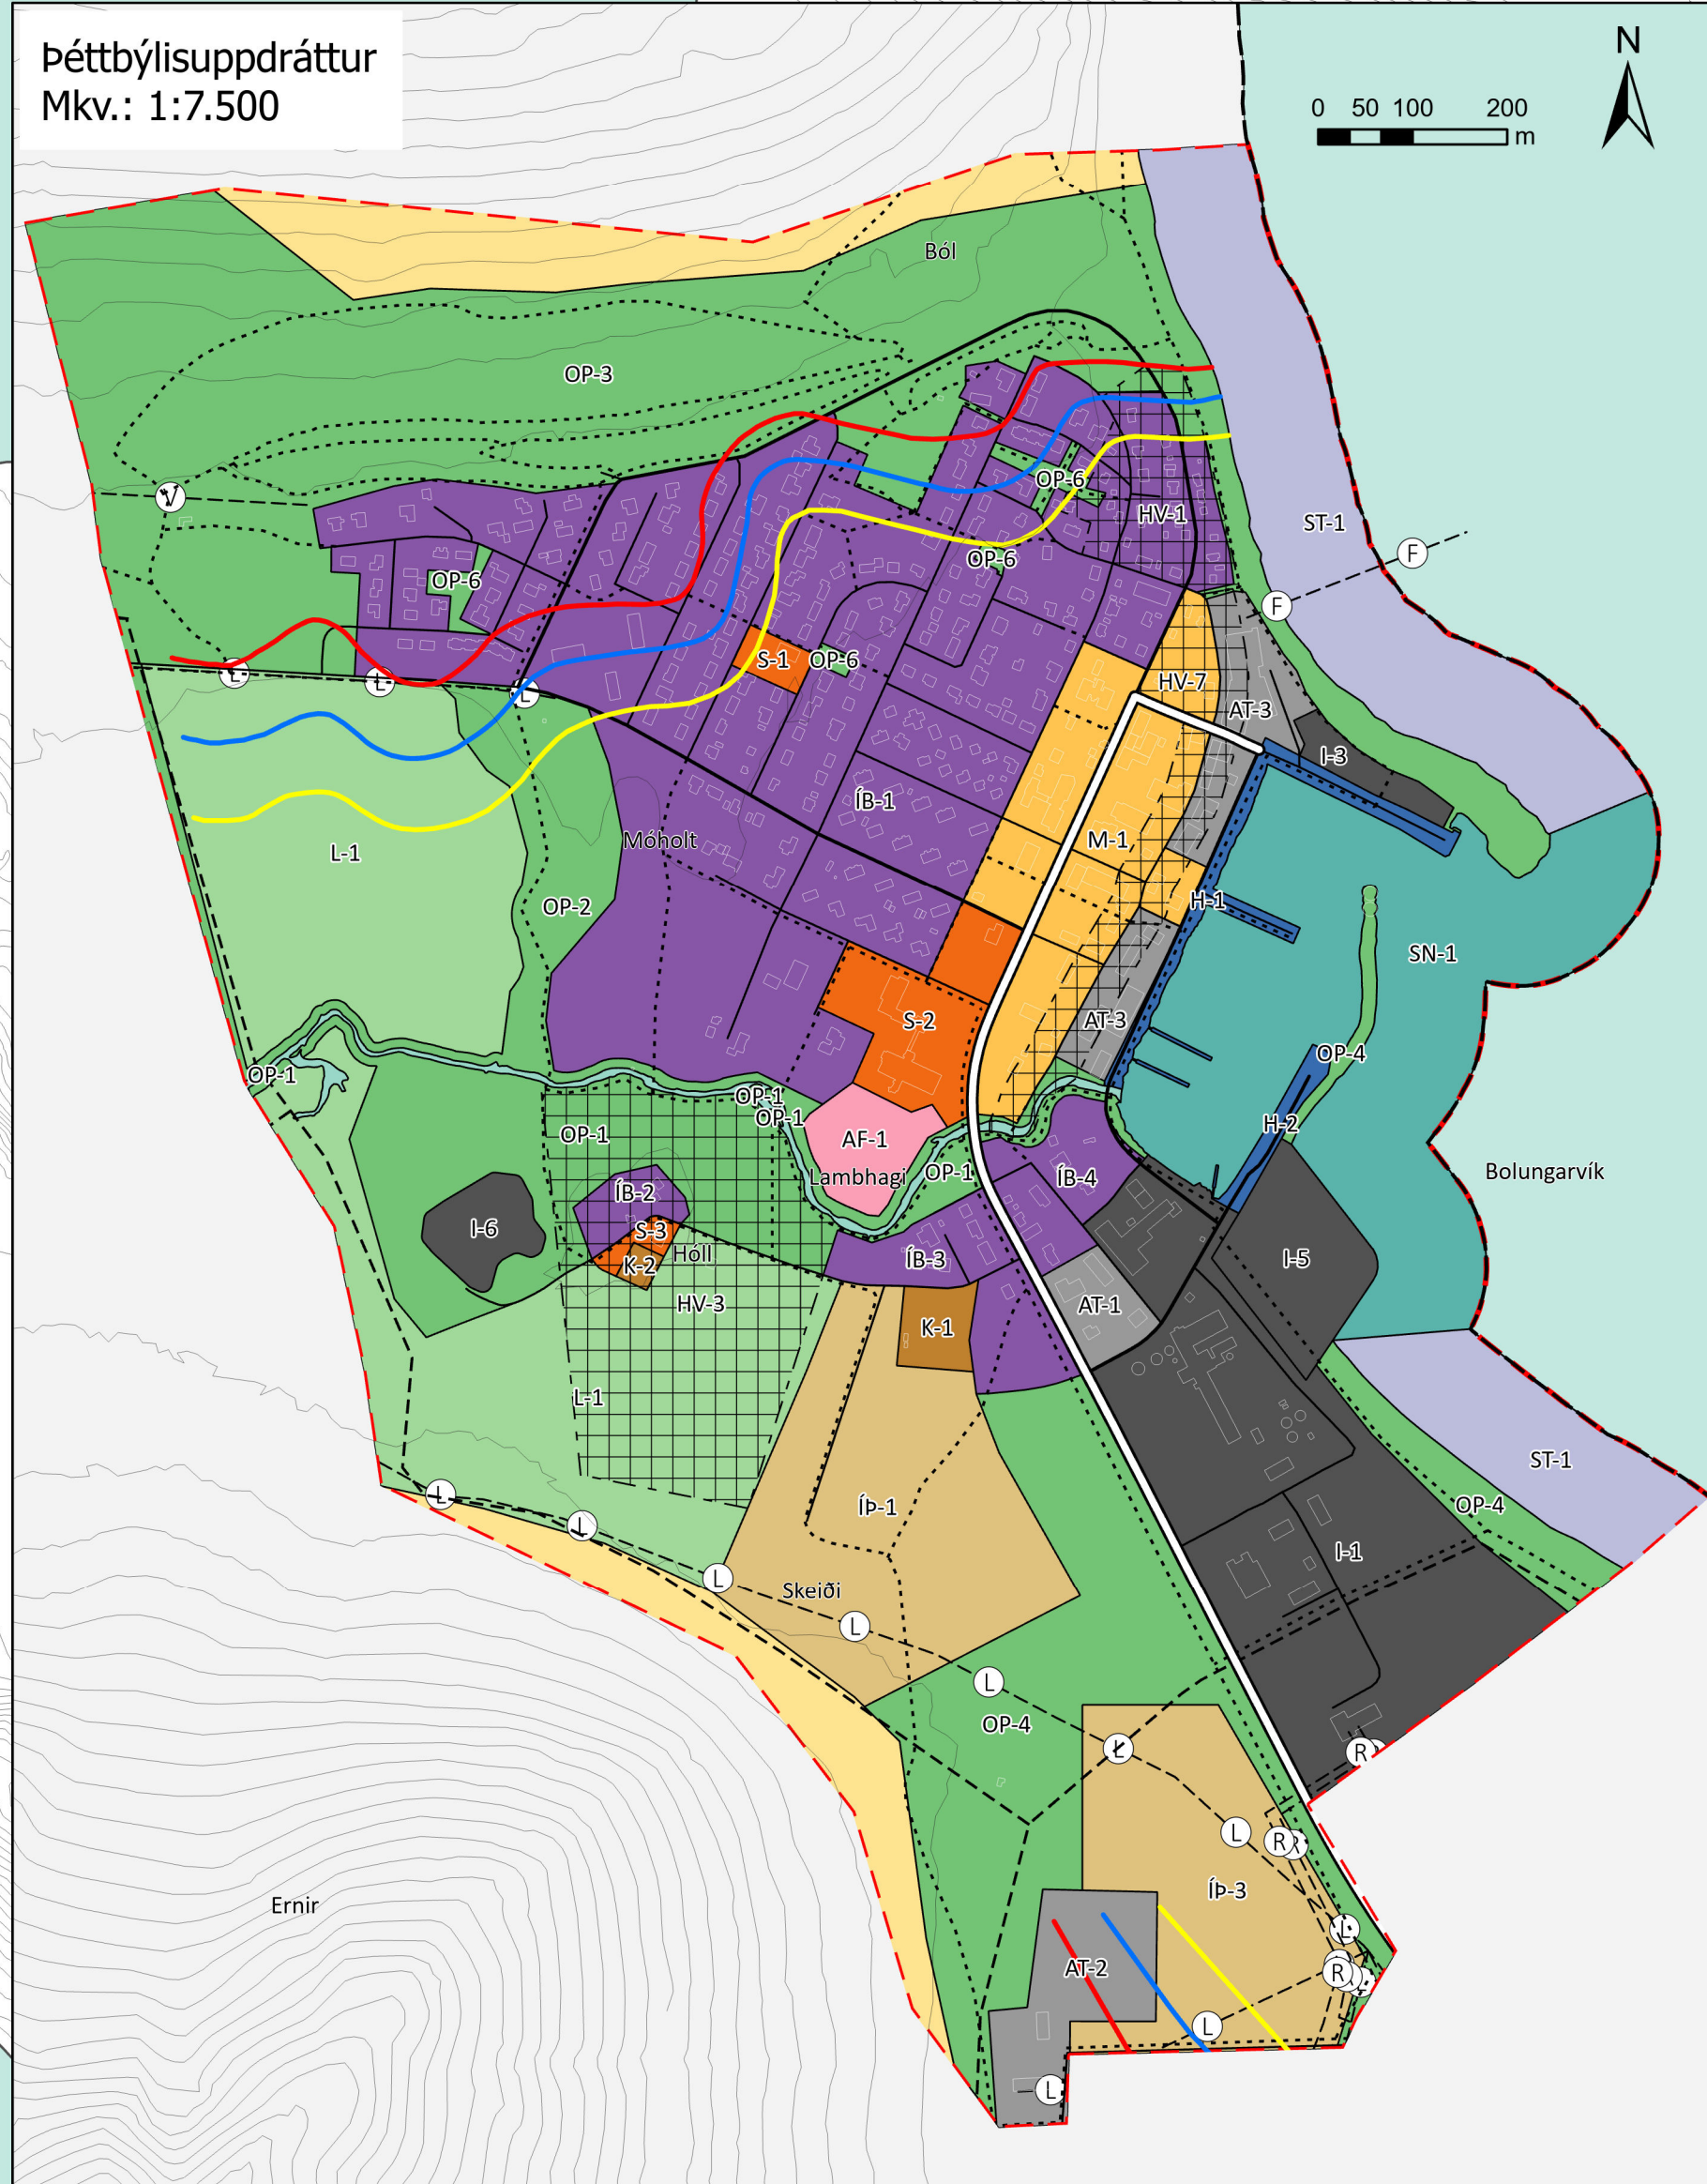 Þéttbýlisuppdráttur
Mkv.: 1:7.500
N
0 50 100 200
m
Ból
OP-3
V
OP-6
HV-1
ST-1
OP-6
F
OP-6
F
L
L
L
S-1
OP-6
HV-7
AT-3
I-3
ÍB-1
Móholt
M-1
L-1
OP-2
H-1
SN-1
S-2
AT-3
OP-4
OP-1
OP-1
OP-1
OP-1
AF-1
H-2
Lambhagi
OP-1
ÍB-4
Bolungarvík
ÍB-2
I-6
S-3
Hóll
K-2
ÍB-3
I-5
HV-3
AT-1
K-1
L-1
ST-1
L
ÍÞ-1
OP-4
L
I-1
L
Skeiði
L
L
OP-4
L
R
L
R
R
ÍÞ-3
Ernir
L
AT-2
R
L
L